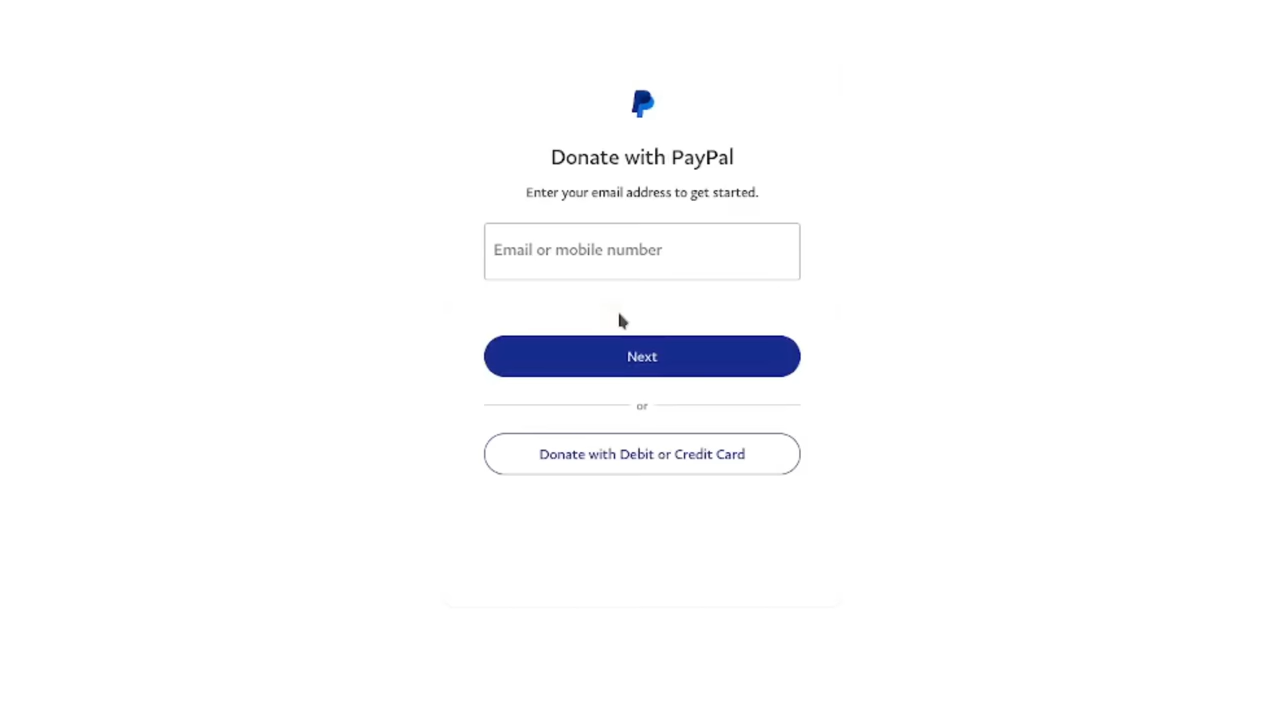 Donate with PayPal
Enter your email address to get started.
Email or mobile number
Next
or
Donate with Debit or Credit Card